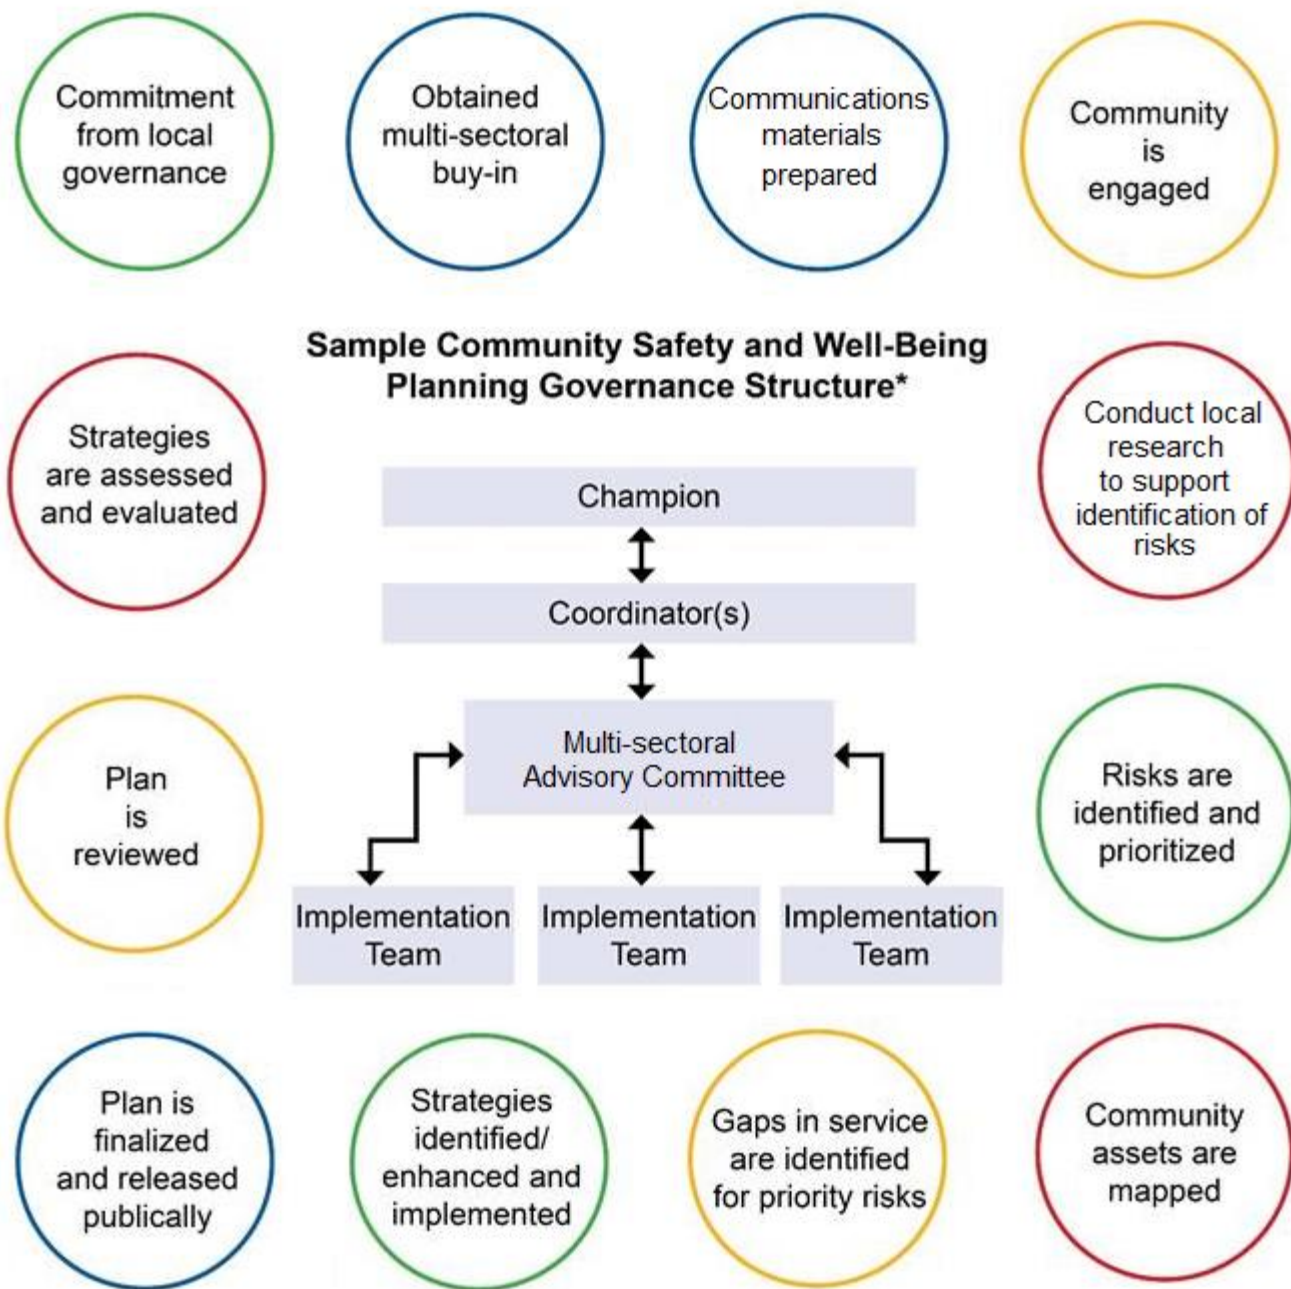 Commitment
from local
governance
Obtained
multi-sectoral
buy-in
Communications
materials
prepared
Community
is
engaged
Sample Community Safety and Well-Being
Planning Governance Structure*
Strategies
are assessed
and evaluated
Conduct local
research
to support
identification of
risks
Champion
Coordinator(s)
Multi-sectoral
Advisory Committee
Plan
is
reviewed
Risks are
identified and
prioritized
Implementation
Team
Implementation
Team
Implementation
Team
Plan is
finalized
and released
publically
Strategies
identified/
enhanced and
implemented
Gaps in service
are identified
for priority risks
Community
assets are
mapped